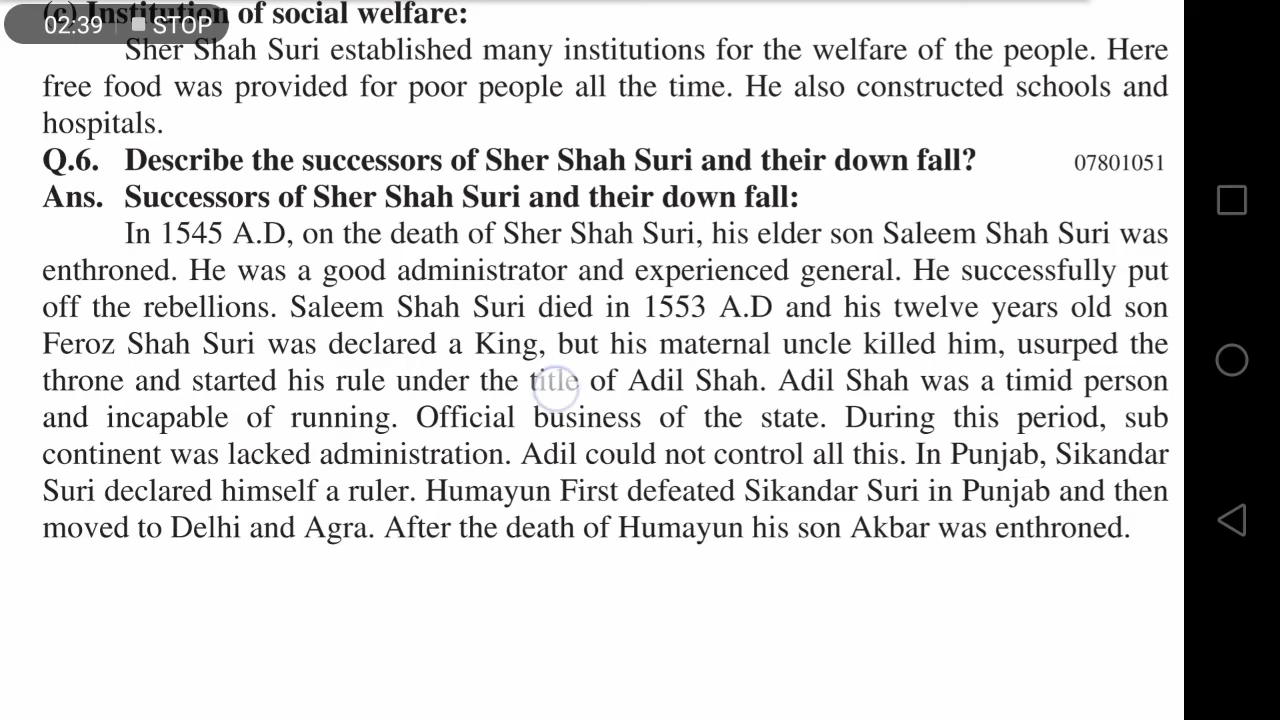 (c) Institution of social welfare:
02:39 STOP
Sher Shah Suri established many institutions for the welfare of the people. Here
free food was provided for poor people all the time. He also constructed schools and
hospitals.
Q.6. Describe the successors of Sher Shah Suri and their down fall? 07801051
Ans. Successors of Sher Shah Suri and their down fall:
In 1545 A.D, on the death of Sher Shah Suri, his elder son Saleem Shah Suri was
enthroned. He was a good administrator and experienced general. He successfully put
off the rebellions. Saleem Shah Suri died in 1553 A.D and his twelve years old son
Feroz Shah Suri was declared a King, but his maternal uncle killed him, usurped the
throne and started his rule under the title of Adil Shah. Adil Shah was a timid person
and incapable of running. Official business of the state. During this period, sub
continent was lacked administration. Adil could not control all this. In Punjab, Sikandar
Suri declared himself a ruler. Humayun First defeated Sikandar Suri in Punjab and then
moved to Delhi and Agra. After the death of Humayun his son Akbar was enthroned.